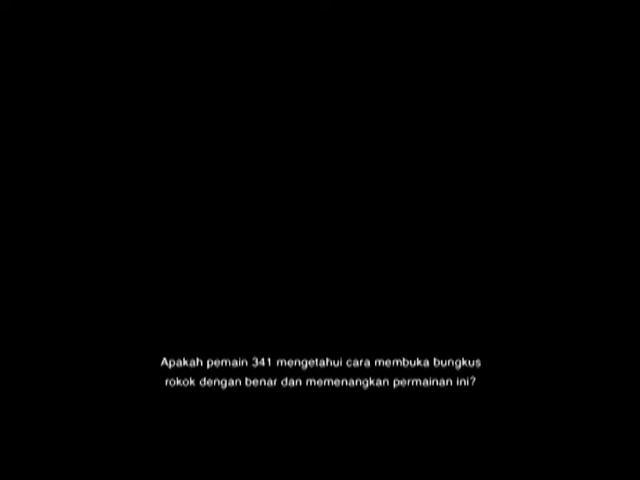 Apakah pemain 341 mengetahui cara membuka bungkus
rokok dengan benar dan memenangkan permainan ini?